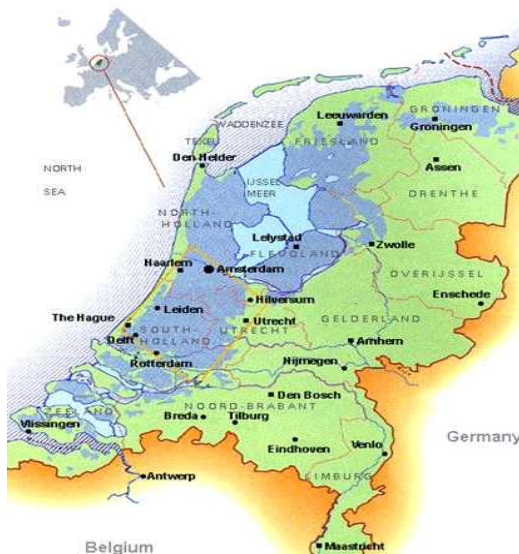 GRONINGEN
Leeuwarden
WADDENZEE
Groningen
TEXEL
FRIESLAND
Den Helder
Assen
NORTH
SEA
IJSSEL
MEER
DRENTHE
NORTH-
HOLLAND
Lelystad
Zwolle
FLEVOLAND
Haarlem
Amsterdam
OVERIJSSEL
Hilversum
Enschede
Leiden
The Hague
Utrecht
GELDERLAND
SOUTH-
HOLLAND
UTRECHT
Delft
Arnhem
Rotterdam
Nijmegen
Den Bosch
ZEELAND
NOORD-BRABANT
Vlissingen
Breda
Tilburg
Germany
Eindhoven
Venlo
Antwerp
LIMBURG
Belgium
Maastricht